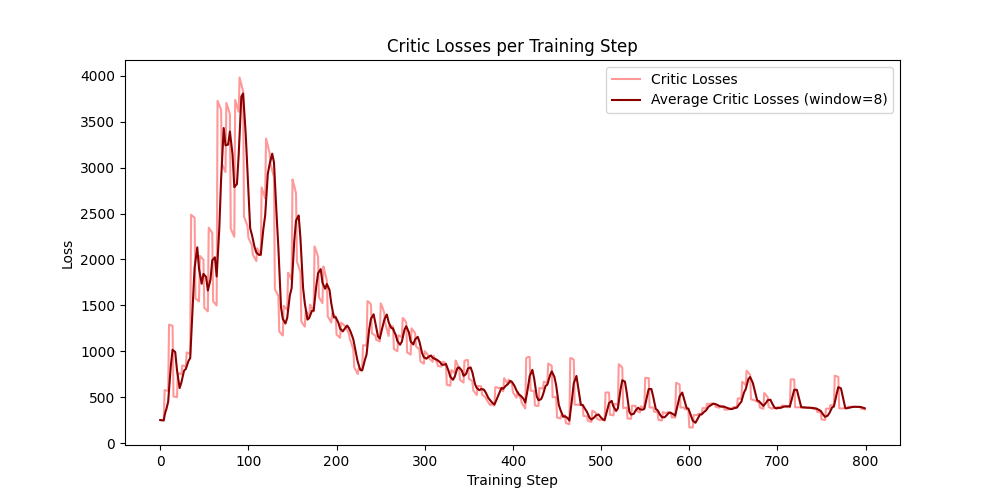 Critic Losses per Training Step
Critic Losses
Average Critic Losses (window=8)
4000
3500
3000
2500
2000
1500
1000
500
0
Loss
0 100 200 300 400 500 600 700 800
Training Step